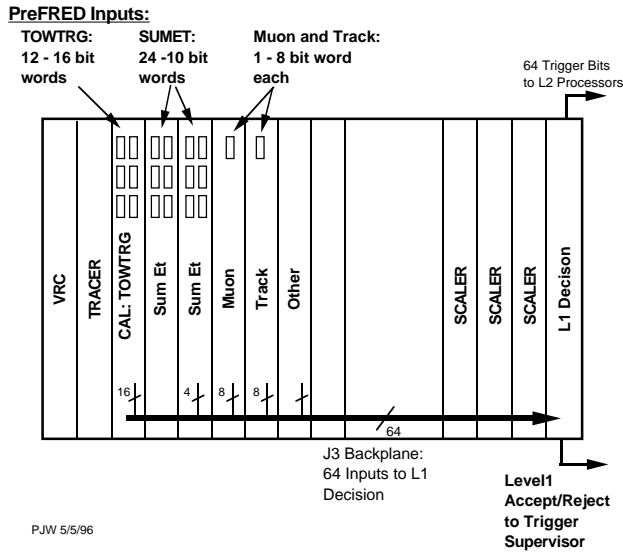 PreFRED Inputs:
TOWTRG:
12 - 16 bit
words
SUMET:
24 -10 bit
words
Muon and Track:
1 - 8 bit word
each
64 Trigger Bits
to L2 Processors
VRC
TRACER
CAL: TOWTRG
Sum Et
Sum Et
Muon
Track
Other
SCALER
SCALER
SCALER
L1 Decison
16
4
8
8
64
J3 Backplane:
64 Inputs to L1
Decision
Level1
Accept/Reject
to Trigger
Supervisor
PJW 5/5/96